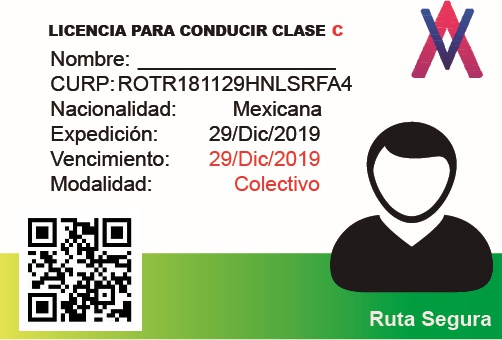 LICENCIA PARA CONDUCIR CLASE C
Nombre: __________________
CURP: ROTR181129HNLSRFA4
Nacionalidad: Mexicana
Expedición: 29/Dic/2019
Vencimiento: 29/Dic/2019
Modalidad: Colectivo
Ruta Segura